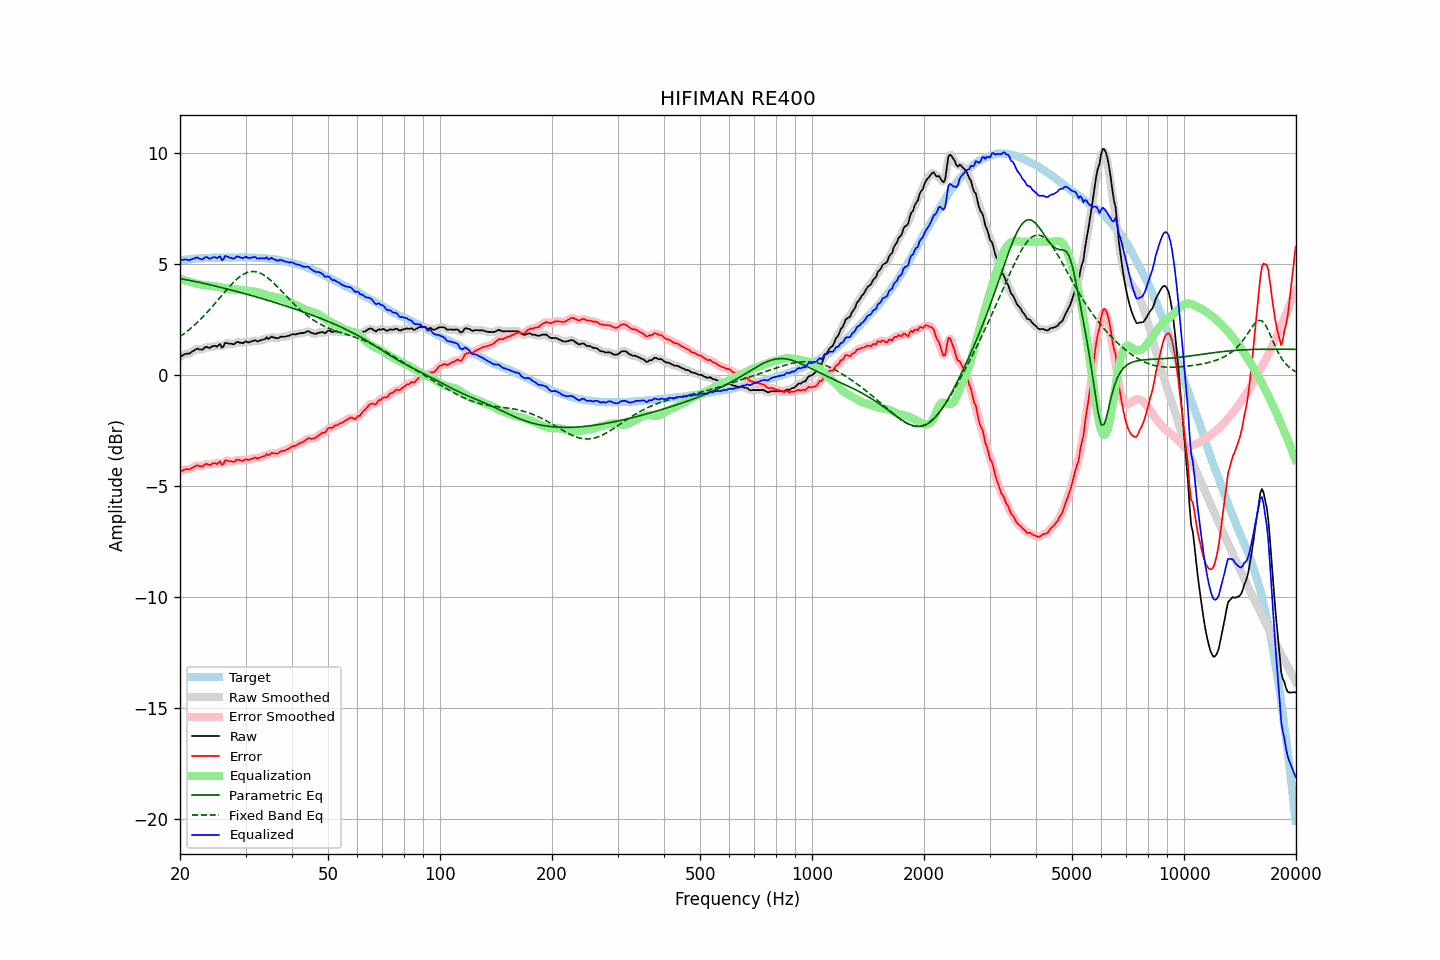 HIFIMAN RE400
Amplitude (dBr)
10
5
0
−5
−10
−15
−20
Target
Raw Smoothed
Error Smoothed
Raw
Error
Equalization
Parametric Eq
Fixed Band Eq
Equalized
20 50 100 200 500 1000 2000 5000 10000 20000
Frequency (Hz)